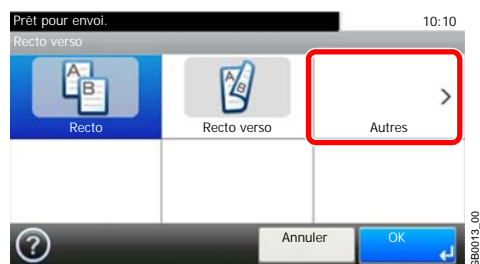 Prêt pour envoi. 10:10
Recto verso
A B A B
Recto Recto verso Autres
? Annuler OK
GB0013_00